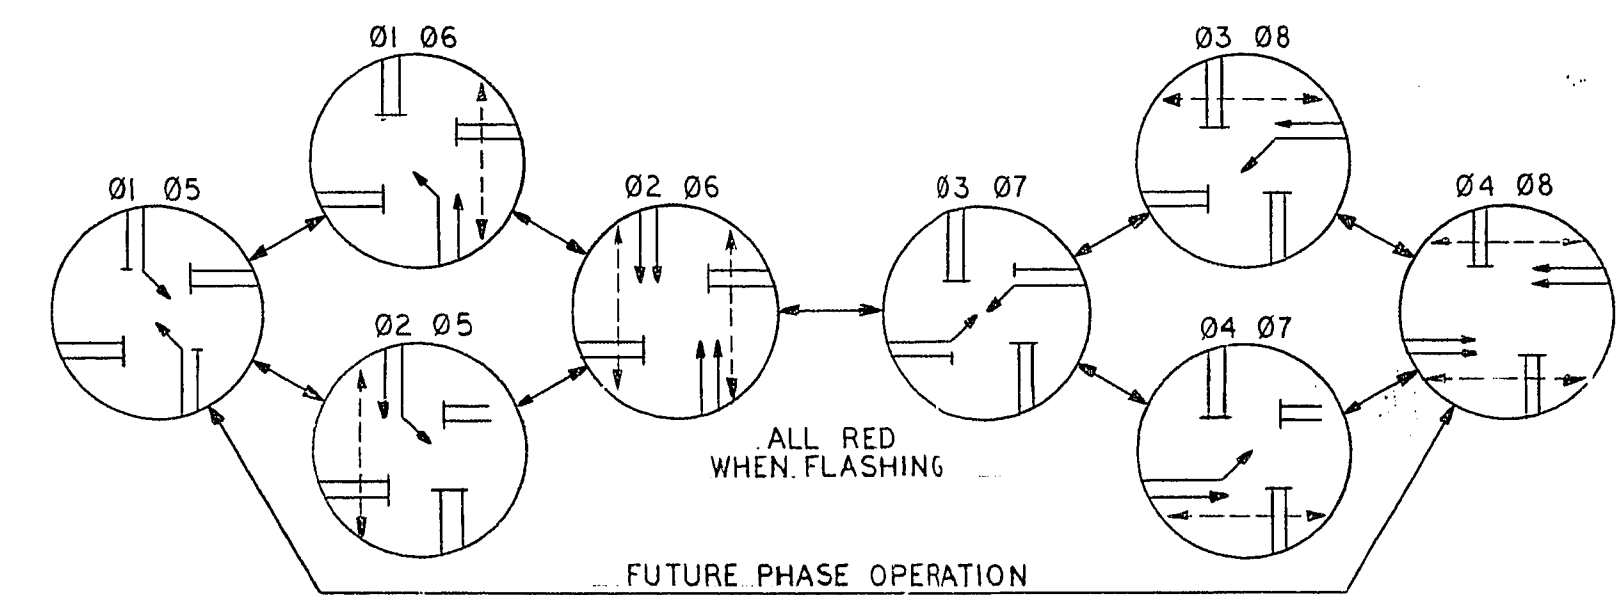 Ø1 Ø6
Ø3 Ø8
Ø1 Ø5
Ø2 Ø6
Ø3 Ø7
Ø4 Ø8
Ø2 Ø5
Ø4 Ø7
ALL RED
WHEN FLASHING
FUTURE PHASE OPERATION